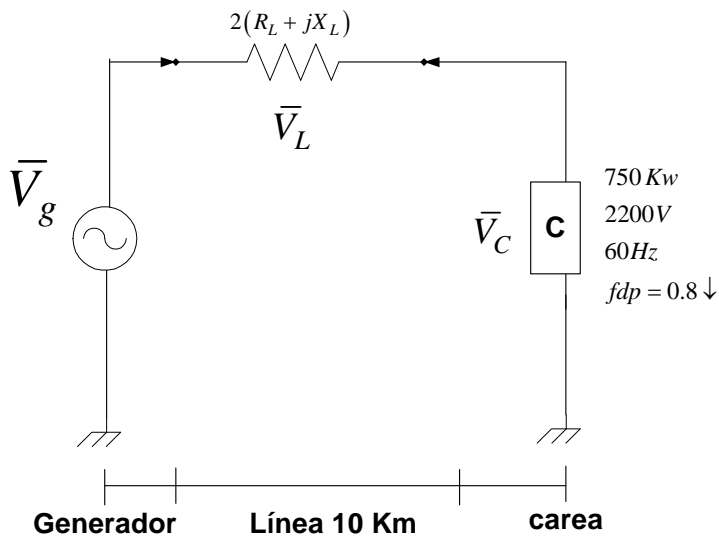 2(R_L + jX_L)
V̅_L
V̅_g
V̅_C
C
750 Kw
2200V
60Hz
fdp = 0.8 ↓
Generador
Línea 10 Km
carea